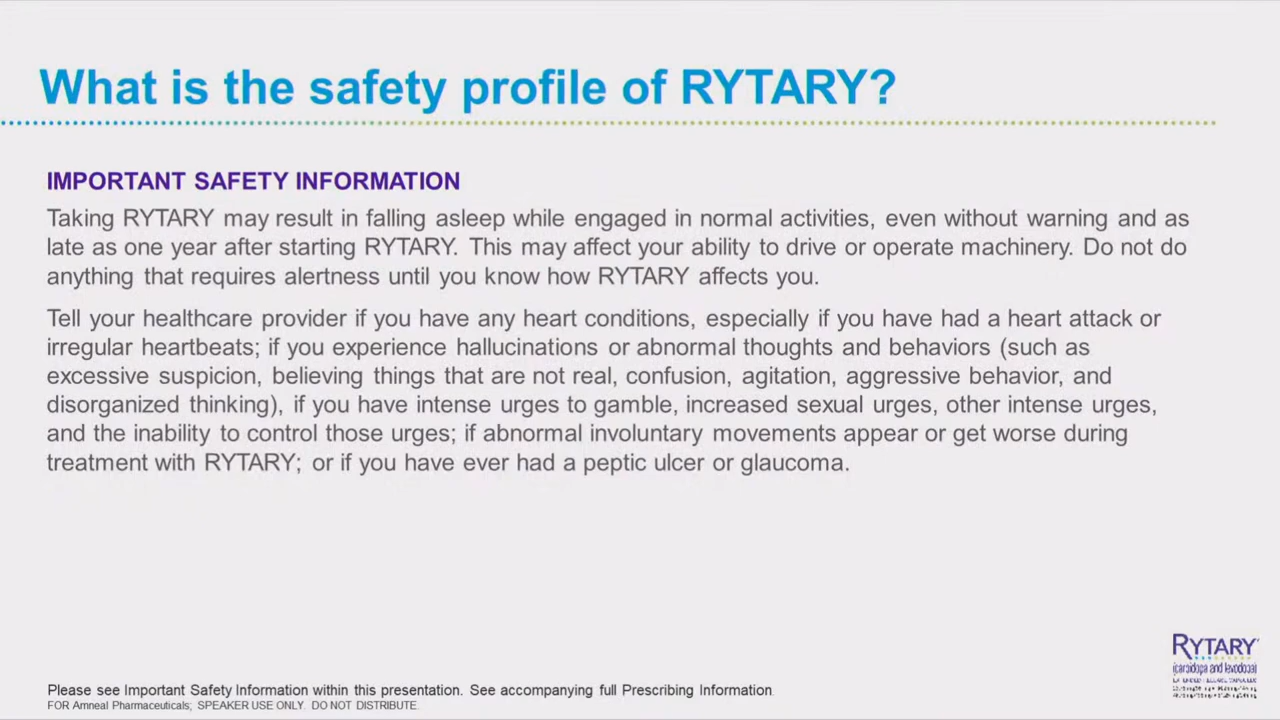 What is the safety profile of RYTARY?
IMPORTANT SAFETY INFORMATION
Taking RYTARY may result in falling asleep while engaged in normal activities, even without warning and as
late as one year after starting RYTARY. This may affect your ability to drive or operate machinery. Do not do
anything that requires alertness until you know how RYTARY affects you.
Tell your healthcare provider if you have any heart conditions, especially if you have had a heart attack or
irregular heartbeats; if you experience hallucinations or abnormal thoughts and behaviors (such as
excessive suspicion, believing things that are not real, confusion, agitation, aggressive behavior, and
disorganized thinking), if you have intense urges to gamble, increased sexual urges, other intense urges,
and the inability to control those urges; if abnormal involuntary movements appear or get worse during
treatment with RYTARY; or if you have ever had a peptic ulcer or glaucoma.
RYTARY
(carbidopa and levodopa)
Please see Important Safety Information within this presentation. See accompanying full Prescribing Information
FOR Amneal Pharmaceuticals; SPEAKER USE ONLY. DO NOT DISTRIBUTE.